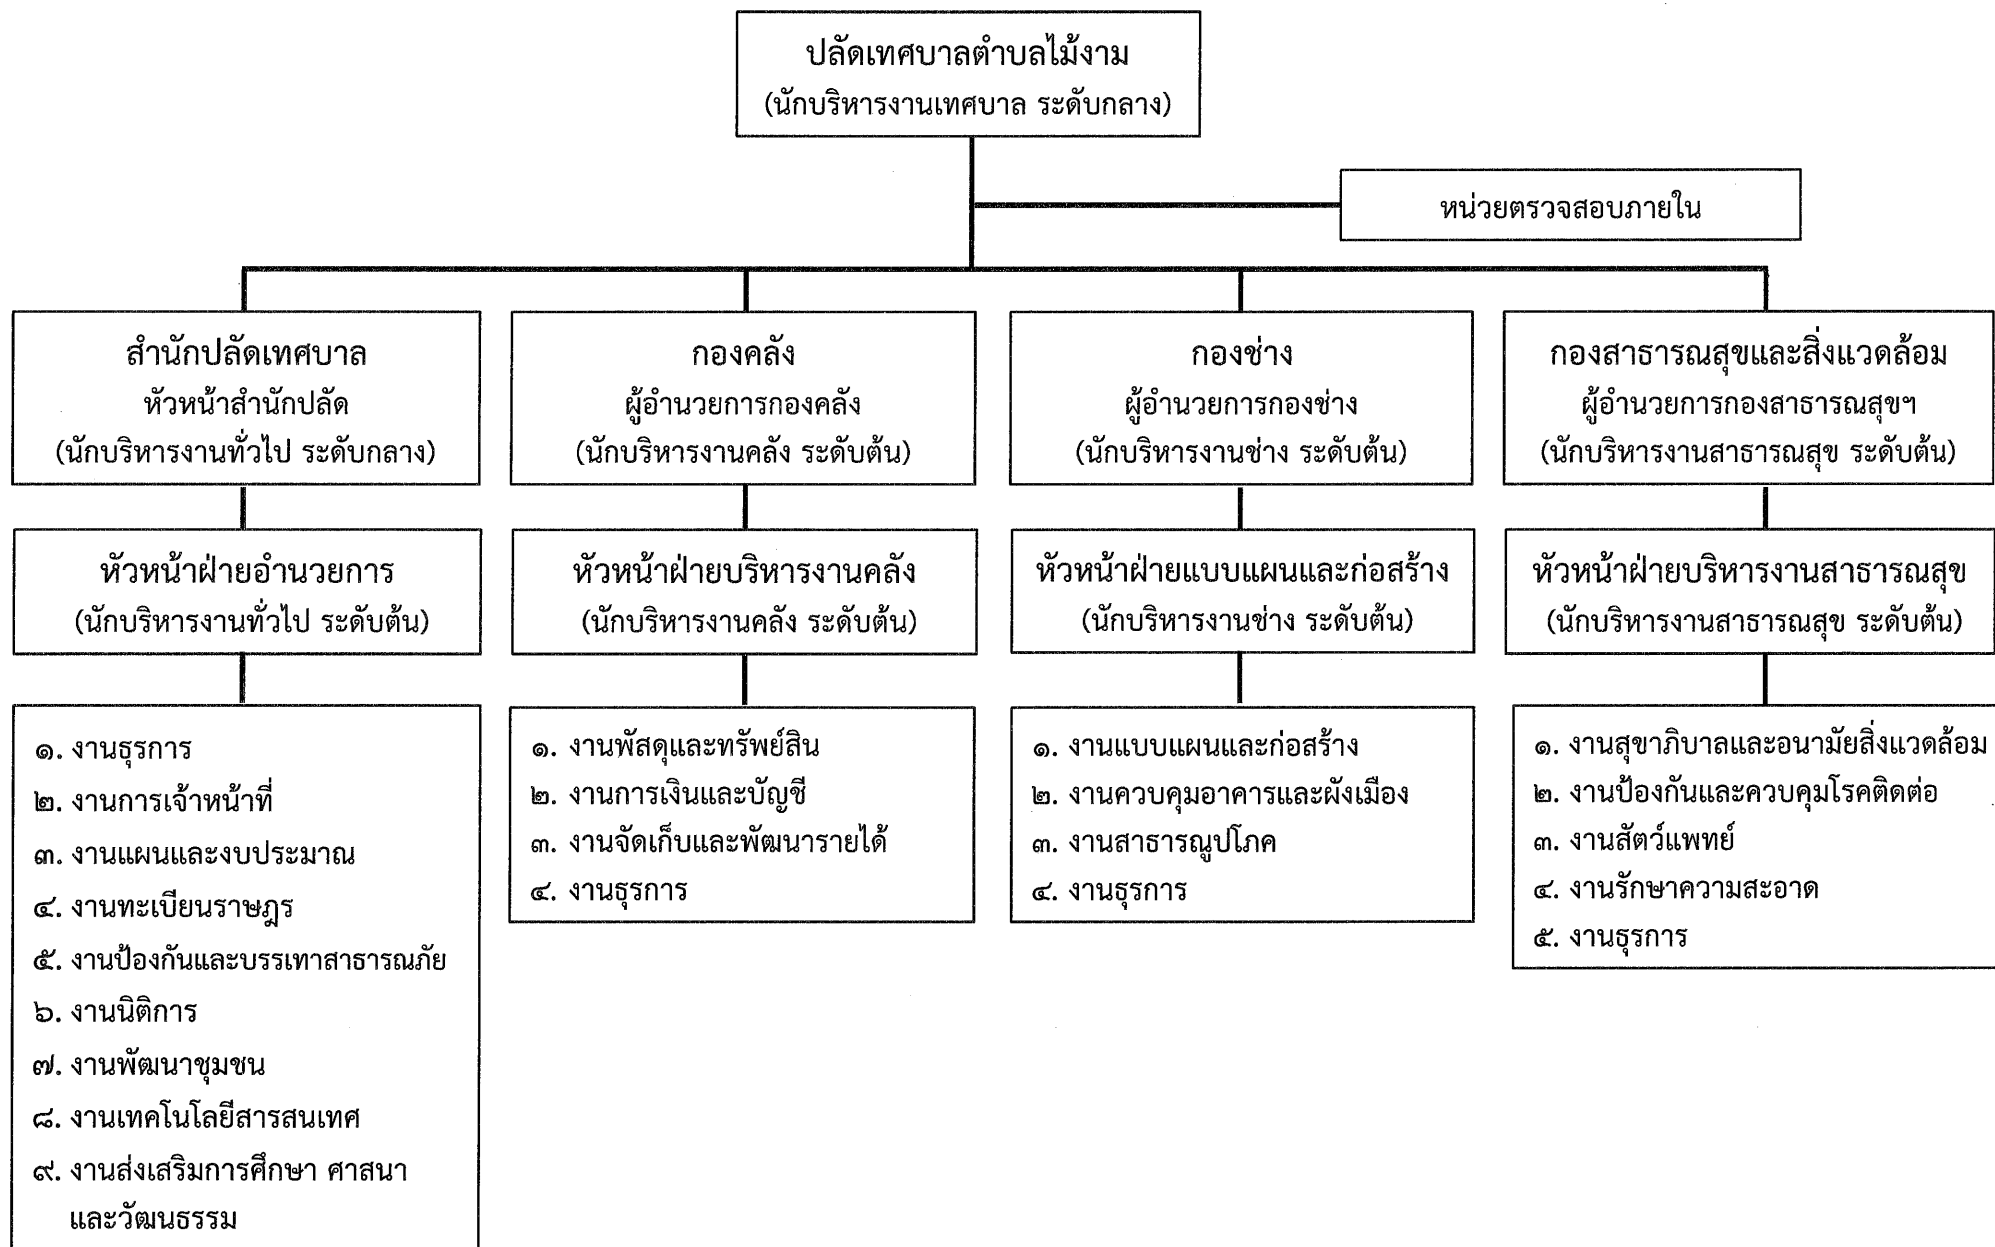 ปลัดเทศบาลตำบลไม้งาม
(นักบริหารงานเทศบาล ระดับกลาง)
หน่วยตรวจสอบภายใน
สำนักปลัดเทศบาล
หัวหน้าสำนักปลัด
(นักบริหารงานทั่วไป ระดับกลาง)
กองคลัง
ผู้อำนวยการกองคลัง
(นักบริหารงานคลัง ระดับต้น)
กองช่าง
ผู้อำนวยการกองช่าง
(นักบริหารงานช่าง ระดับต้น)
กองสาธารณสุขและสิ่งแวดล้อม
ผู้อำนวยการกองสาธารณสุขฯ
(นักบริหารงานสาธารณสุข ระดับต้น)
หัวหน้าฝ่ายอำนวยการ
(นักบริหารงานทั่วไป ระดับต้น)
หัวหน้าฝ่ายบริหารงานคลัง
(นักบริหารงานคลัง ระดับต้น)
หัวหน้าฝ่ายแบบแผนและก่อสร้าง
(นักบริหารงานช่าง ระดับต้น)
หัวหน้าฝ่ายบริหารงานสาธารณสุข
(นักบริหารงานสาธารณสุข ระดับต้น)
๑. งานธุรการ
๒. งานการเจ้าหน้าที่
๓. งานแผนและงบประมาณ
๔. งานทะเบียนราษฎร
๕. งานป้องกันและบรรเทาสาธารณภัย
๖. งานนิติการ
๗. งานพัฒนาชุมชน
๘. งานเทคโนโลยีสารสนเทศ
๙. งานส่งเสริมการศึกษา ศาสนา
และวัฒนธรรม
๑. งานพัสดุและทรัพย์สิน
๒. งานการเงินและบัญชี
๓. งานจัดเก็บและพัฒนารายได้
๔. งานธุรการ
๑. งานแบบแผนและก่อสร้าง
๒. งานควบคุมอาคารและผังเมือง
๓. งานสาธารณูปโภค
๔. งานธุรการ
๑. งานสุขาภิบาลและอนามัยสิ่งแวดล้อม
๒. งานป้องกันและควบคุมโรคติดต่อ
๓. งานสัตว์แพทย์
๔. งานรักษาความสะอาด
๕. งานธุรการ